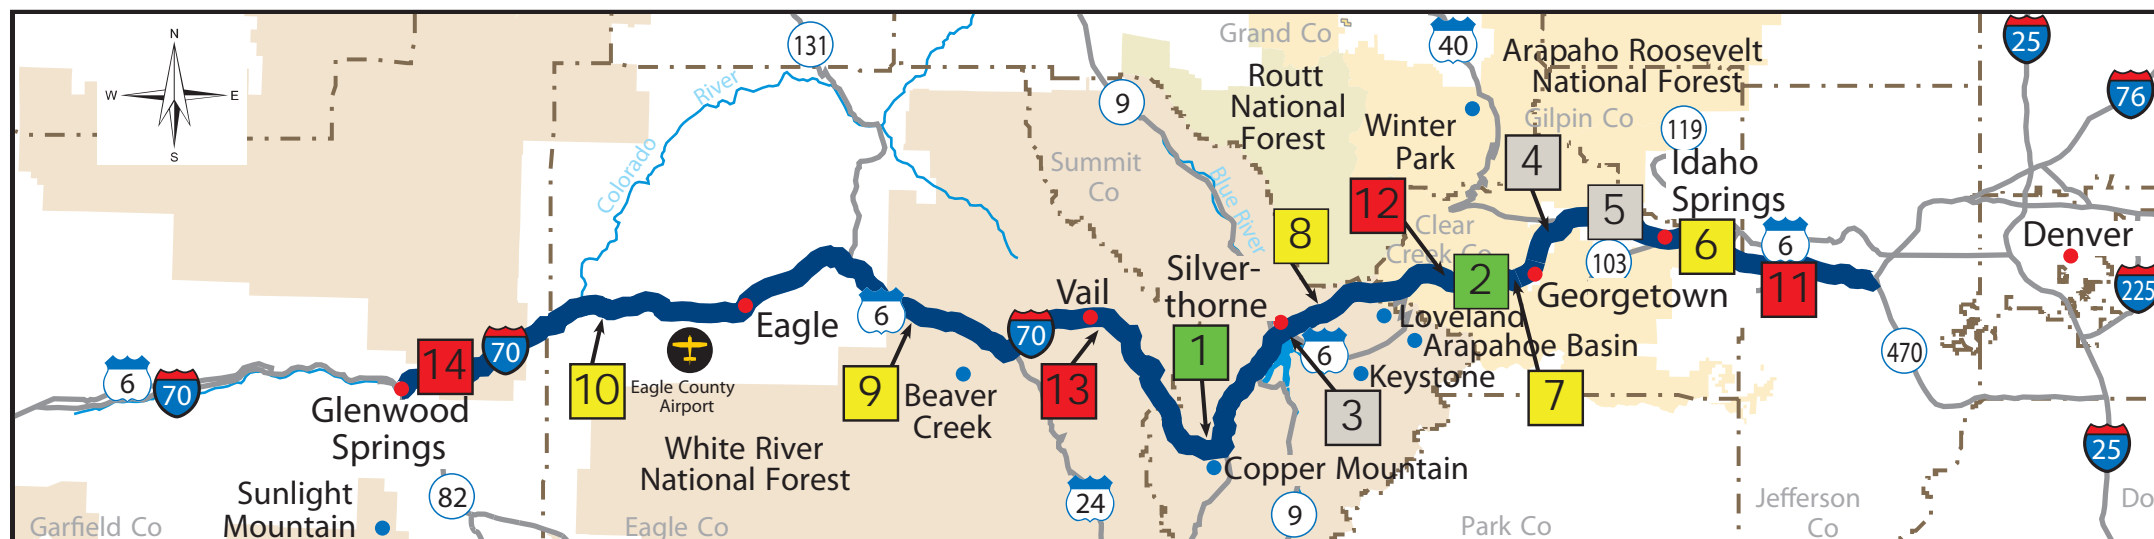 N
W
E
S
131
River
Colorado
9
Summit
Co
Blue River
Grand Co
Routt
National
Forest
40
Arapaho Roosevelt
National Forest
Gilpin Co
119
Winter
Park
4
Idaho
Springs
5
12
Clear
Creek Co
8
103
6
6
11
25
76
Denver
225
470
25
Silver-
thorne
2
Georgetown
Vail
Eagle
6
70
1
Loveland
6
Arapahoe Basin
Keystone
3
7
14
70
6
70
Glenwood
Springs
10
Eagle County
Airport
9
Beaver
Creek
13
White River
National Forest
Copper Mountain
Sunlight
Mountain
82
24
9
Garfield Co
Eagle Co
Park Co
Jefferson
Co
Do